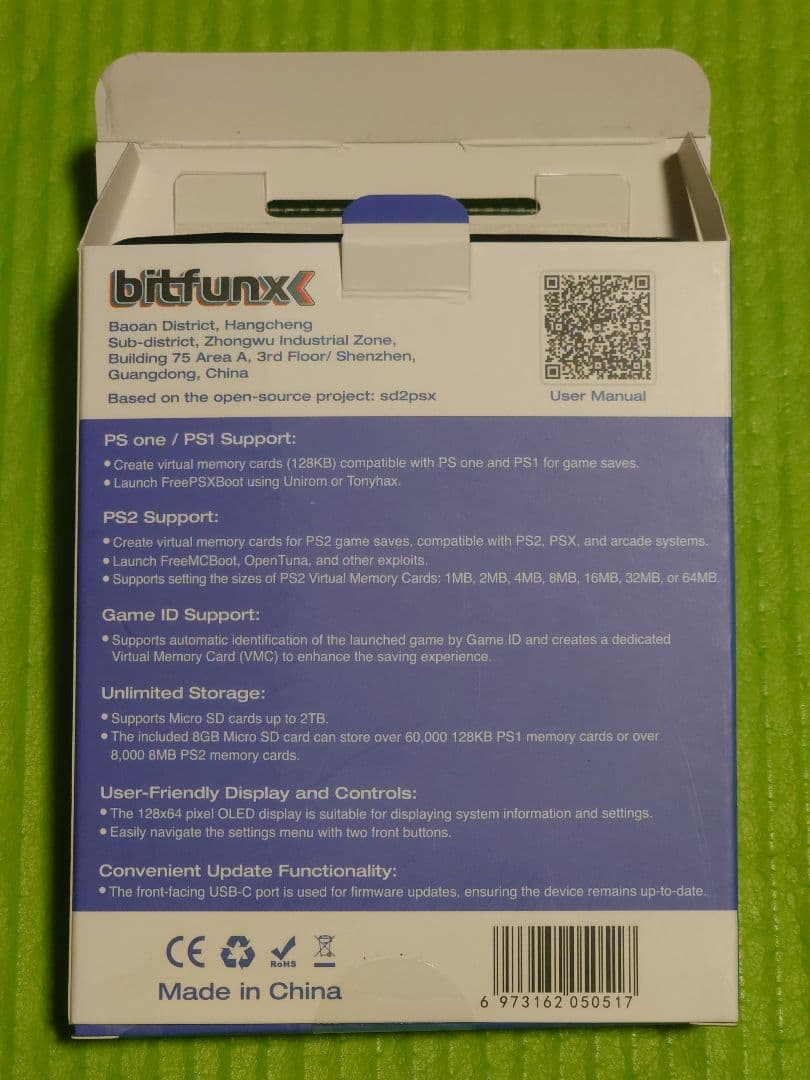 bitfunx
Baoan District, Hangcheng
Sub-district, Zhongwu Industrial Zone,
Building 75 Area A, 3rd Floor/ Shenzhen,
Guangdong, China
Based on the open-source project: sd2psx
User Manual
PS one / PS1 Support:
• Create virtual memory cards (128KB) compatible with PS one and PS1 for game saves.
• Launch FreePSXBoot using Unirom or Tonyhax.
PS2 Support:
• Create virtual memory cards for PS2 game saves, compatible with PS2, PSX, and arcade systems.
• Launch FreeMCBoot, OpenTuna, and other exploits.
• Supports setting the sizes of PS2 Virtual Memory Cards: 1MB, 2MB, 4MB, 8MB, 16MB, 32MB, or 64MB.
Game ID Support:
• Supports automatic identification of the launched game by Game ID and creates a dedicated
Virtual Memory Card (VMC) to enhance the saving experience.
Unlimited Storage:
• Supports Micro SD cards up to 2TB.
• The included 8GB Micro SD card can store over 60,000 128KB PS1 memory cards or over
8,000 8MB PS2 memory cards.
User-Friendly Display and Controls:
• The 128x64 pixel OLED display is suitable for displaying system information and settings.
• Easily navigate the settings menu with two front buttons.
Convenient Update Functionality:
• The front-facing USB-C port is used for firmware updates, ensuring the device remains up-to-date.
CE
RoHS
Made in China
6 973162 050517